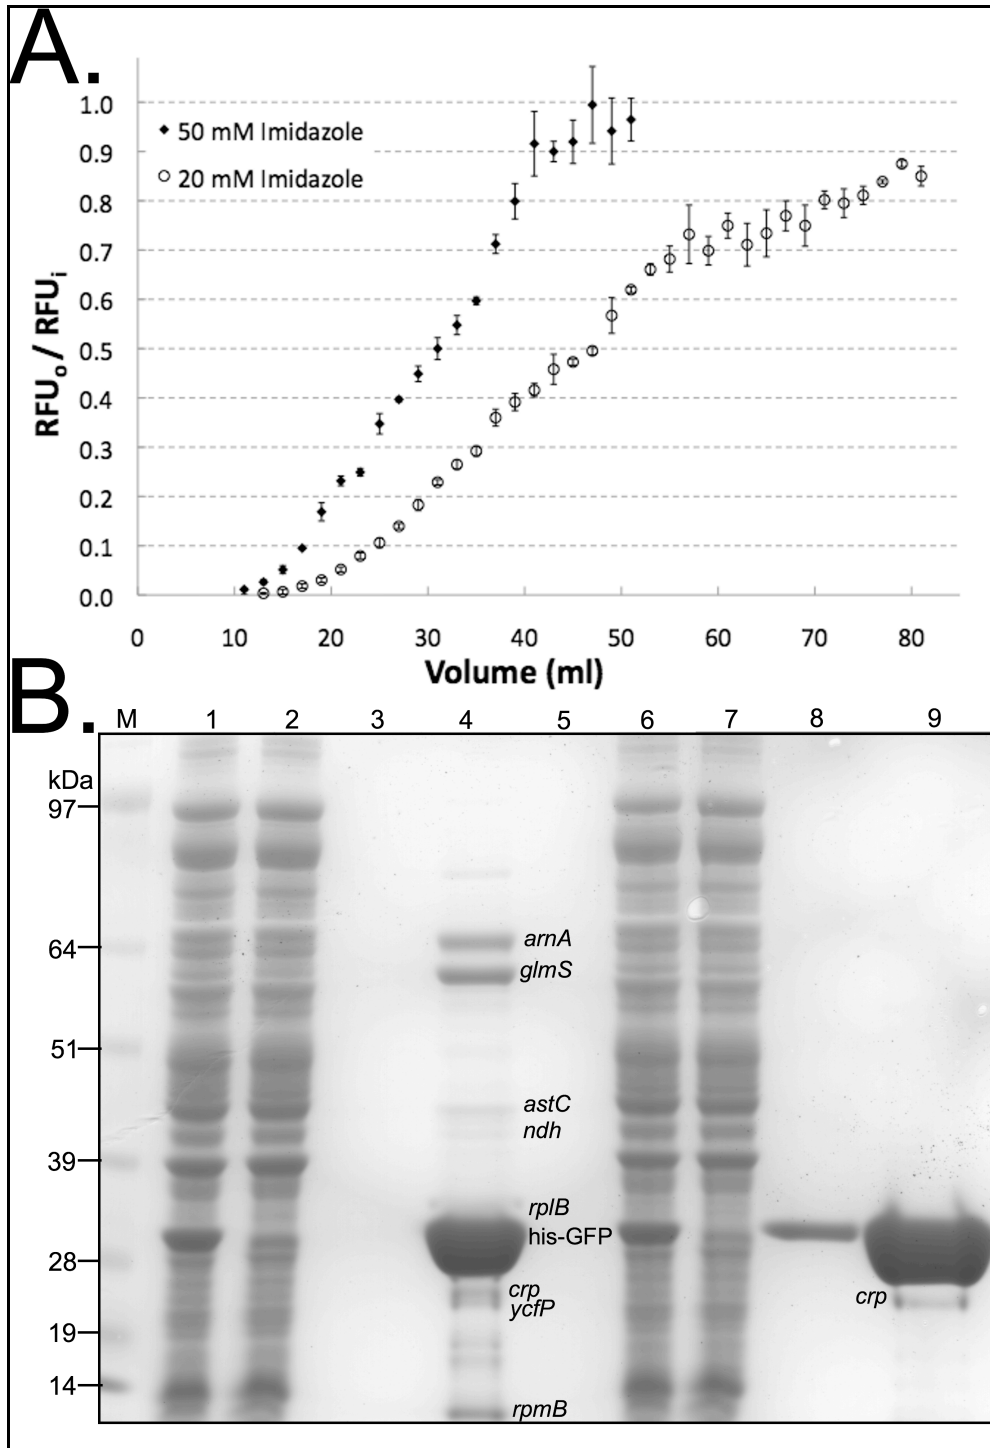 A.
1.0
0.9
0.8
0.7
0.6
0.5
0.4
0.3
0.2
0.1
0.0
50 mM Imidazole
20 mM Imidazole
RFUo / RFUi
0 10 20 30 40 50 60 70 80
Volume (ml)
B.
M 1 2 3 4 5 6 7 8 9
kDa
97
64
51
39
28
19
14
arnA
glmS
astC
ndh
rplB
his-GFP
crp
ycfP
rpmB
crp